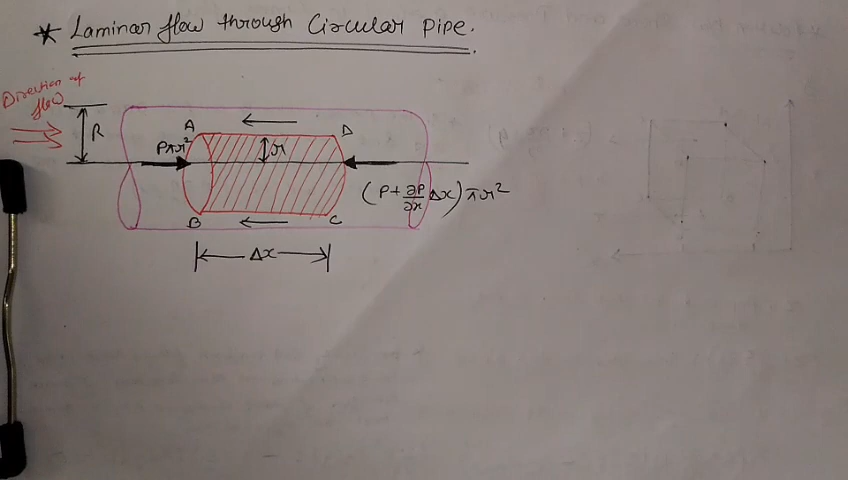 * Laminar flow through Circular Pipe.
Direction of
flow
R
A
D
PπR²
r
(P + ∂P/∂x Δx) πr²
B
C
Δx